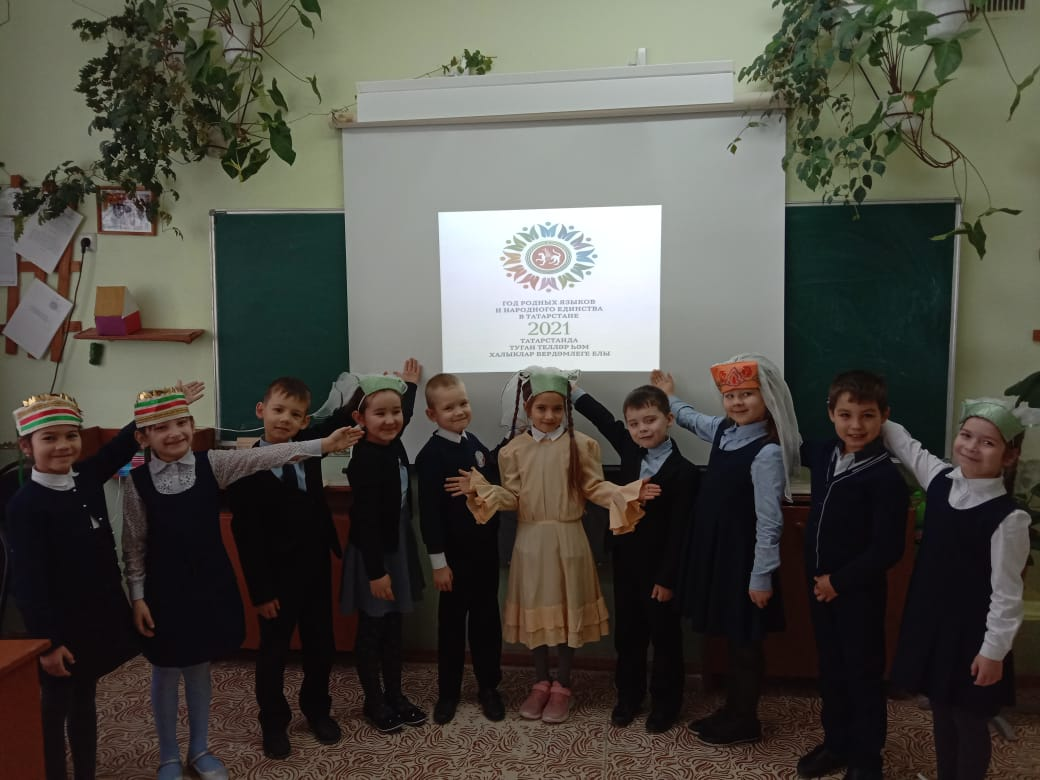 ГОД РОДНЫХ ЯЗЫКОВ
И НАРОДНОГО ЕДИНСТВА
В ТАТАРСТАНЕ
2021
ТАТАРСТАНДА
ТУГАН ТЕЛЛӘР ҺӘМ
ХАЛЫКЛАР БЕРДӘМЛЕГЕ ЕЛЫ